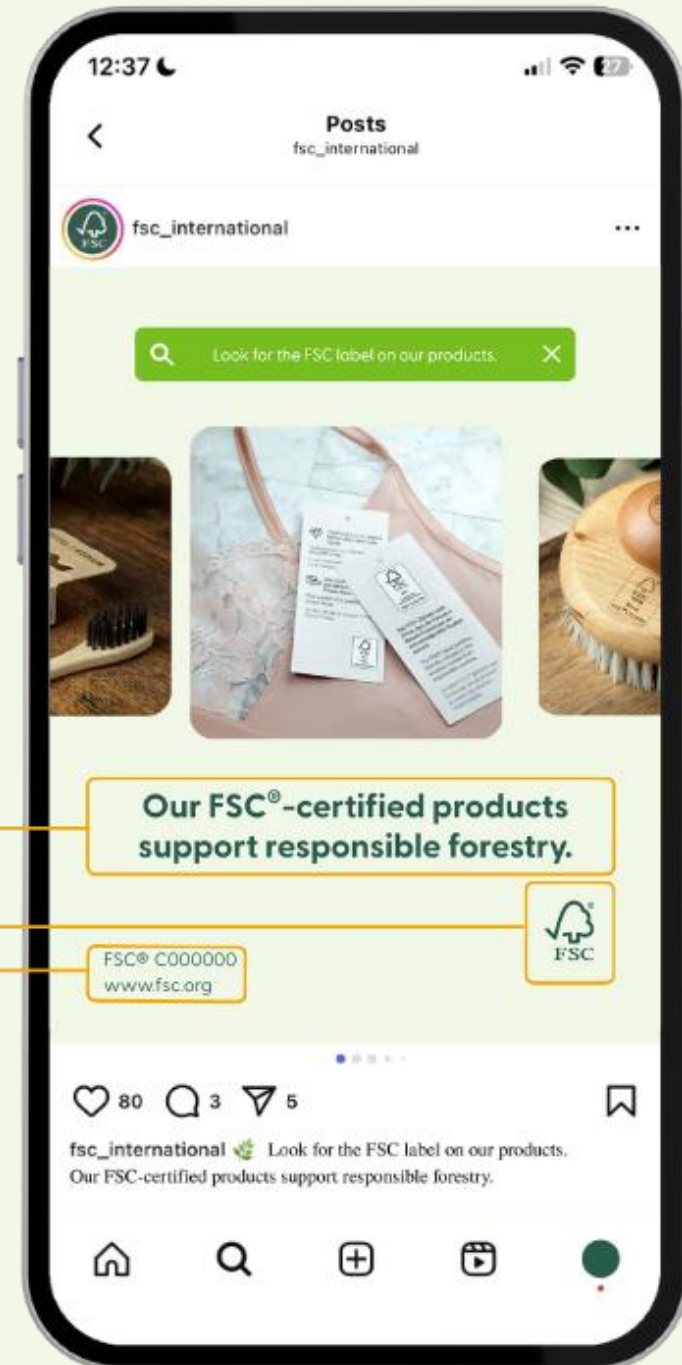 12:37
27
Posts
fsc_international
fsc_international
Look for the FSC label on our products.
FSC
Our FSC®-certified products
support responsible forestry.
FSC
FSC® C000000
www.fsc.org
80 3 5
fsc_international 🌿 Look for the FSC label on our products.
Our FSC-certified products support responsible forestry.